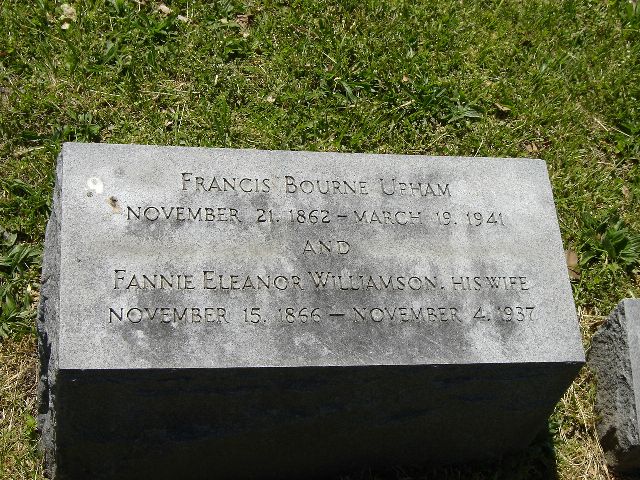 Francis Bourne Upham
November 21. 1862 - March 19. 1941
and
Fannie Eleanor Williamson. his wife
November 15. 1866 - November 4. 1937